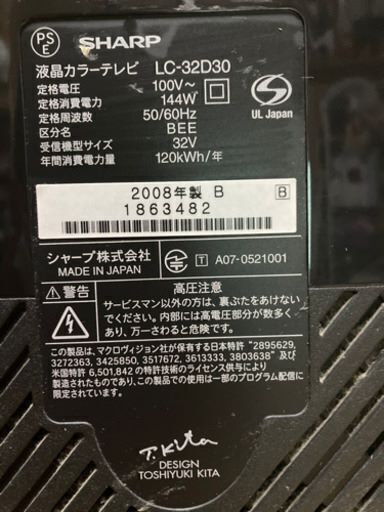 PS
E
SHARP
液晶カラーテレビ LC-32D30
定格電圧 100V~
定格消費電力 144W
定格周波数 50/60Hz
区分 BEE
受信機型サイズ 32V
年間消費電力量 120kWh/年
UL Japan
2008年製 B
B
1863482
シャープ株式会社
MADE IN JAPAN
T A07-0521001
警告 高圧注意
サービスマン以外の方は、裏ぶたをあけない
でください。内部には高電圧部分が数多く
あり、万一さわると危険です。
この製品は、マクロヴィジョン社が保有する日本特許「2895629,
3272363, 3425850, 3517672, 3613333, 3803638」及び
米国特許 6,501,842 の特許ライセンス供与により
製造されたものであり、この使用は一部のプログラム配信に
限定されています。
T. Kita
DESIGN
TOSHIYUKI KITA